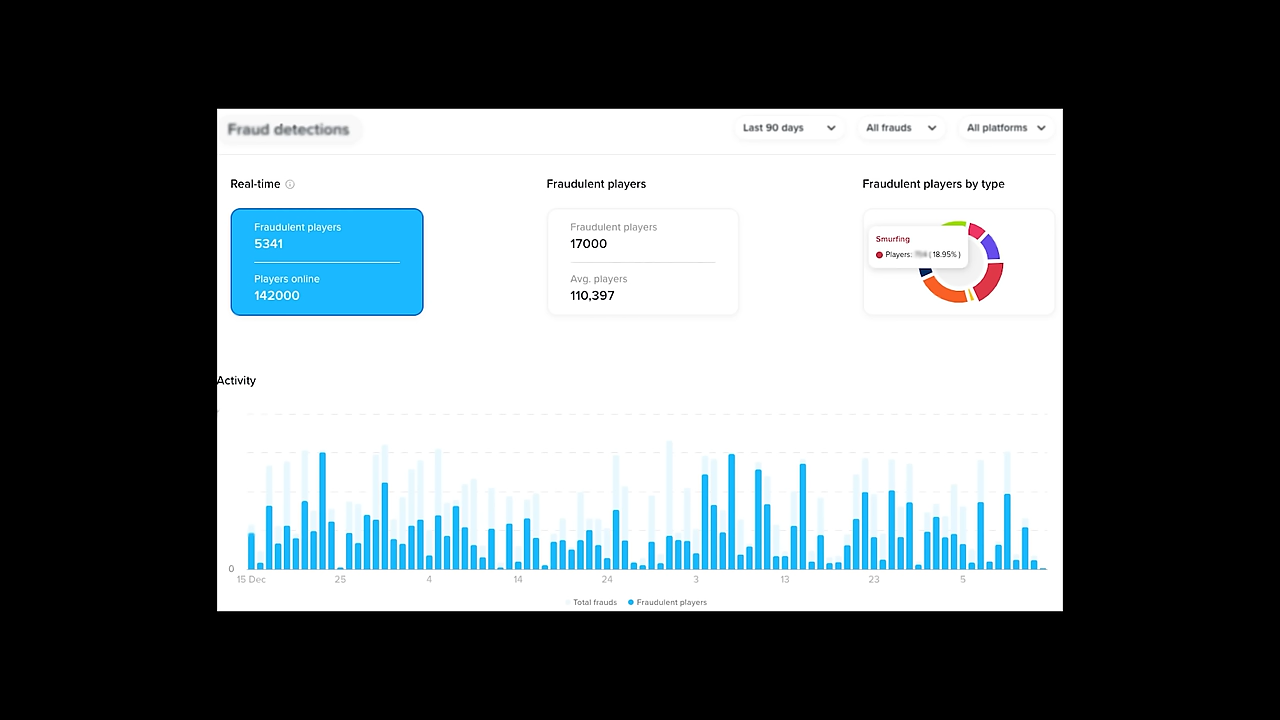 Fraud detections
Last 90 days
All frauds
All platforms
Real-time
Fraudulent players
5341
Players online
142000
Fraudulent players
Fraudulent players
17000
Avg. players
110,397
Fraudulent players by type
Smurfing
Players: (18.95%)
Activity
0
15 Dec 25 4 14 24 3 13 23 5
Total frauds Fraudulent players